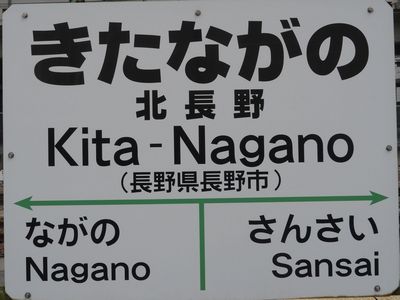 きたながの
北長野
Kita-Nagano
(長野県長野市)
ながの さんさい
Nagano Sansai